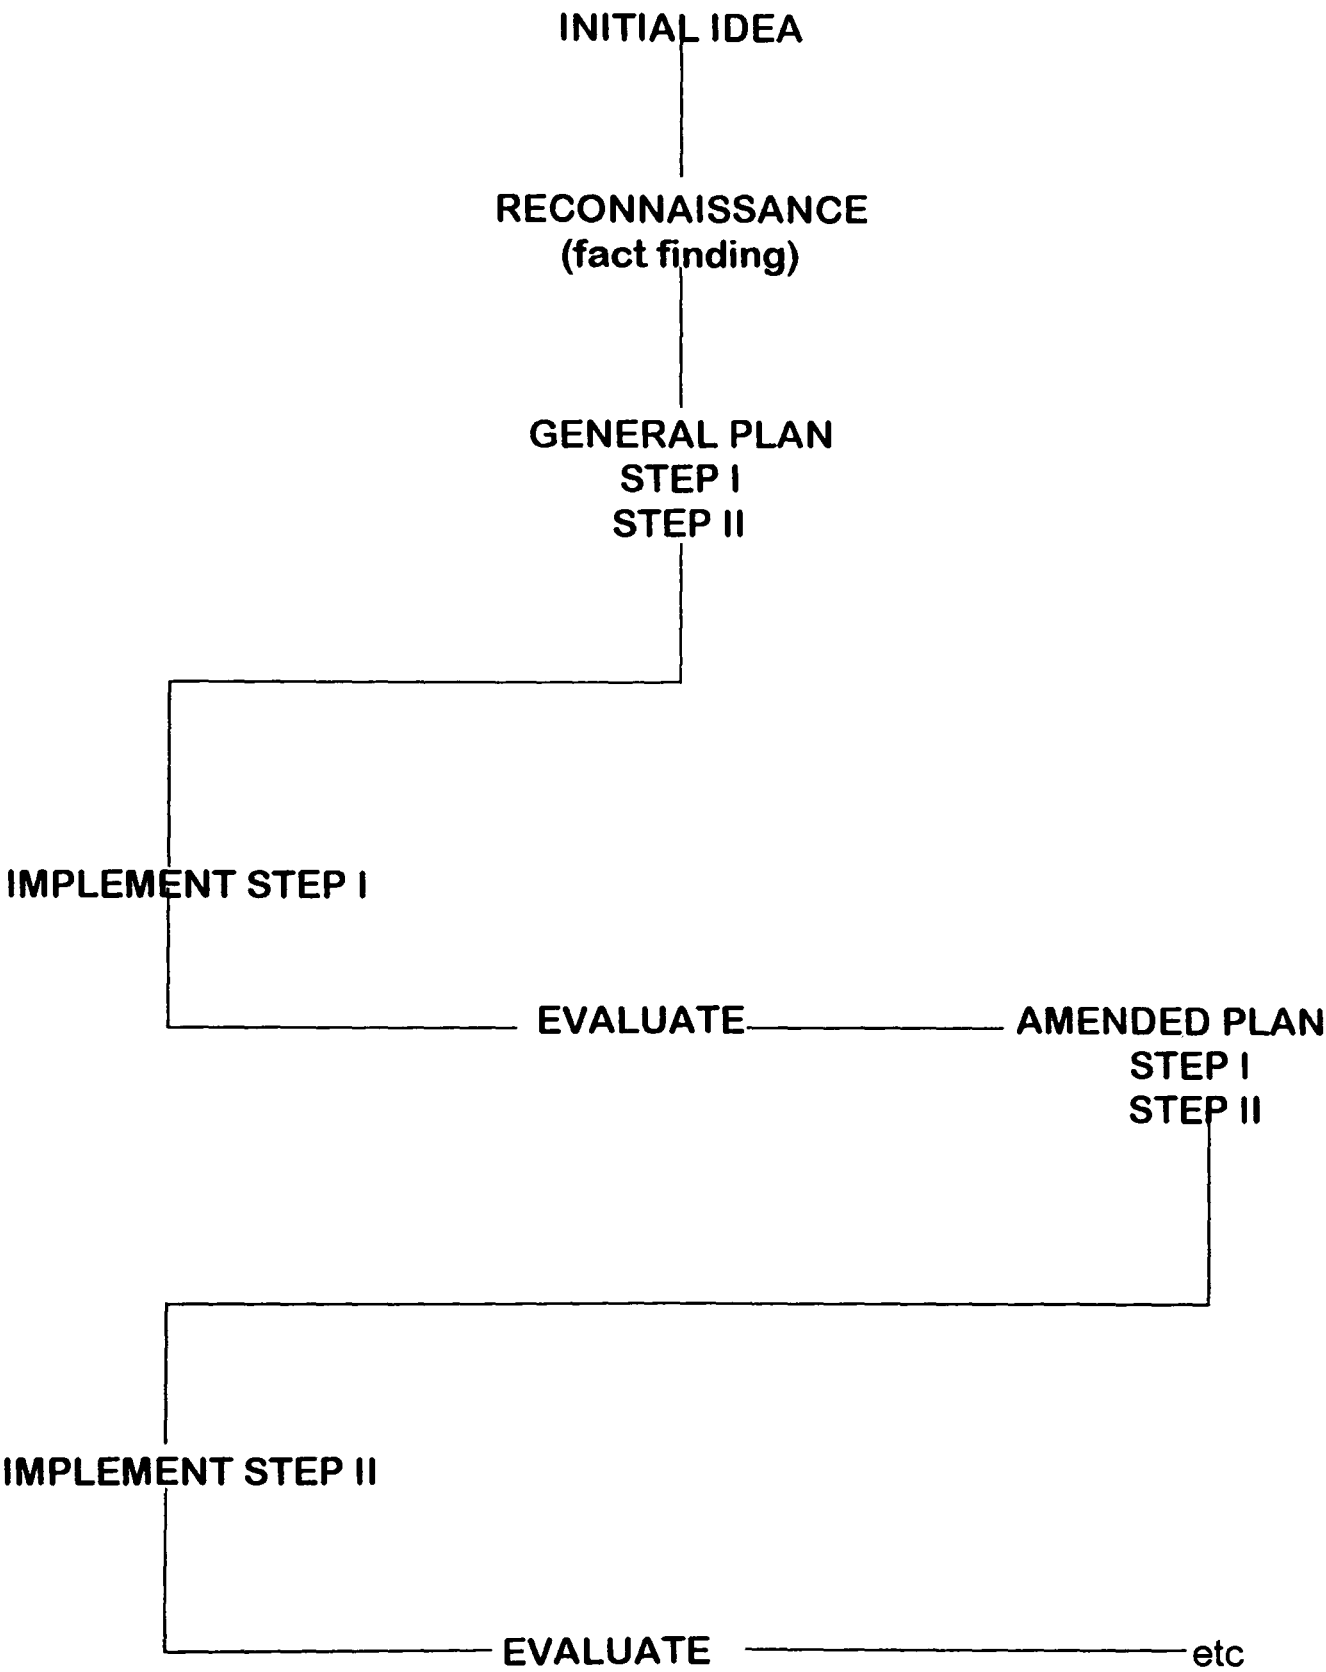 INITIAL IDEA
RECONNAISSANCE
(fact finding)
GENERAL PLAN
STEP I
STEP II
IMPLEMENT STEP I
EVALUATE
AMENDED PLAN
STEP I
STEP II
IMPLEMENT STEP II
EVALUATE
etc